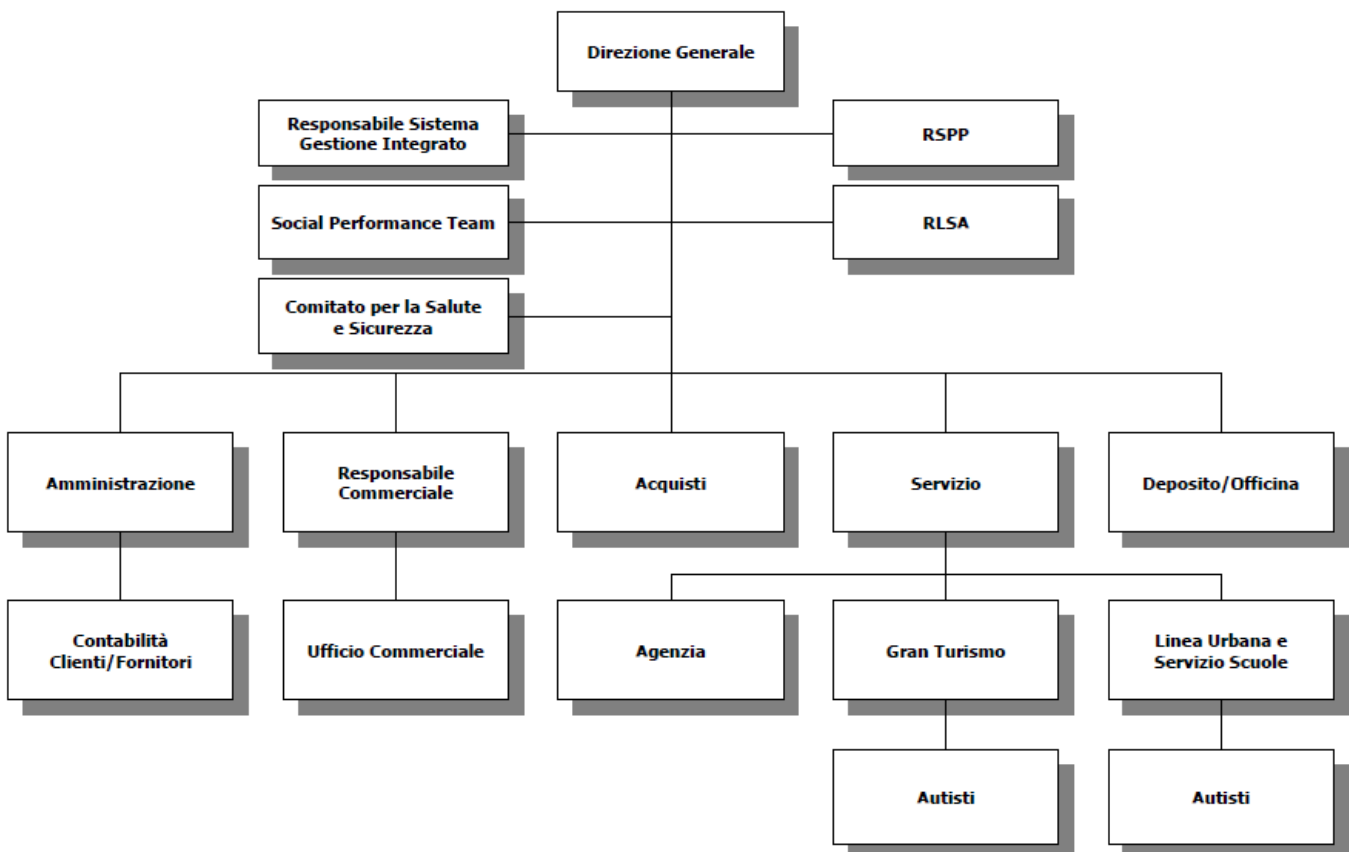 Direzione Generale
Responsabile Sistema
Gestione Integrato
RSPP
Social Performance Team
RLSA
Comitato per la Salute
e Sicurezza
Amministrazione
Responsabile
Commerciale
Acquisti
Servizio
Deposito/Officina
Contabilità
Clienti/Fornitori
Ufficio Commerciale
Agenzia
Gran Turismo
Linea Urbana e
Servizio Scuole
Autisti
Autisti